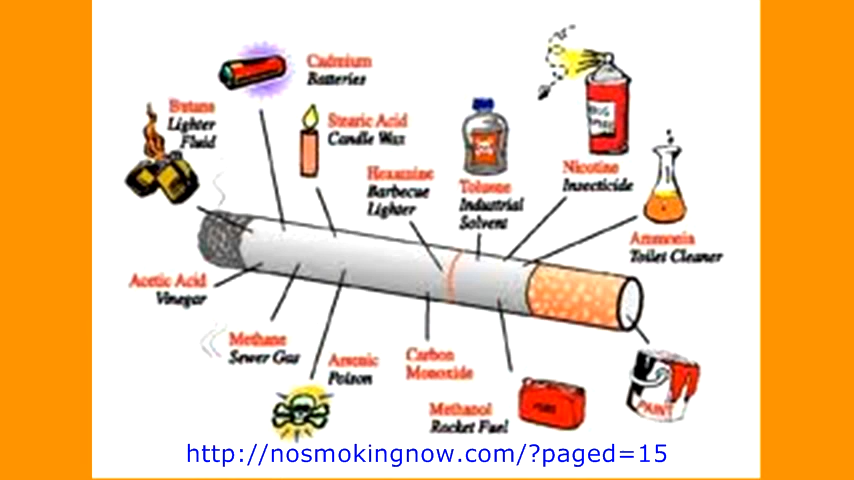 Cadmium
Batteries
Butane
Lighter
Fluid
Stearic Acid
Candle Wax
Hexamine
Barbecue
Lighter
Toluene
Industrial
Solvent
Nicotine
Insecticide
Ammonia
Toilet Cleaner
Acetic Acid
Vinegar
Methane
Sewer Gas
Arsenic
Poison
Carbon
Monoxide
Methanol
Rocket Fuel
PAINT
http://nosmokingnow.com/?paged=15